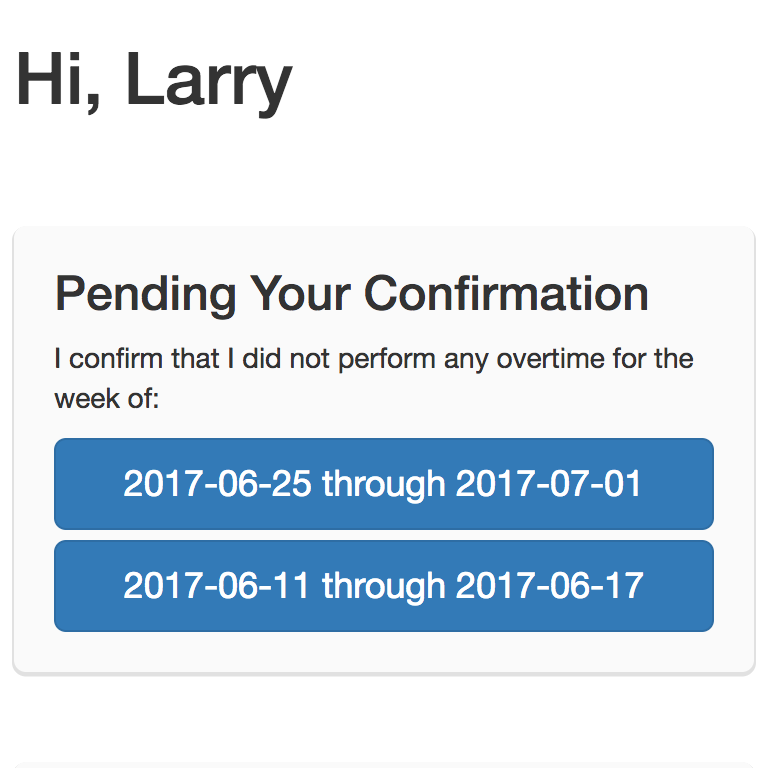 Hi, Larry
Pending Your Confirmation
I confirm that I did not perform any overtime for the
week of:
2017-06-25 through 2017-07-01
2017-06-11 through 2017-06-17